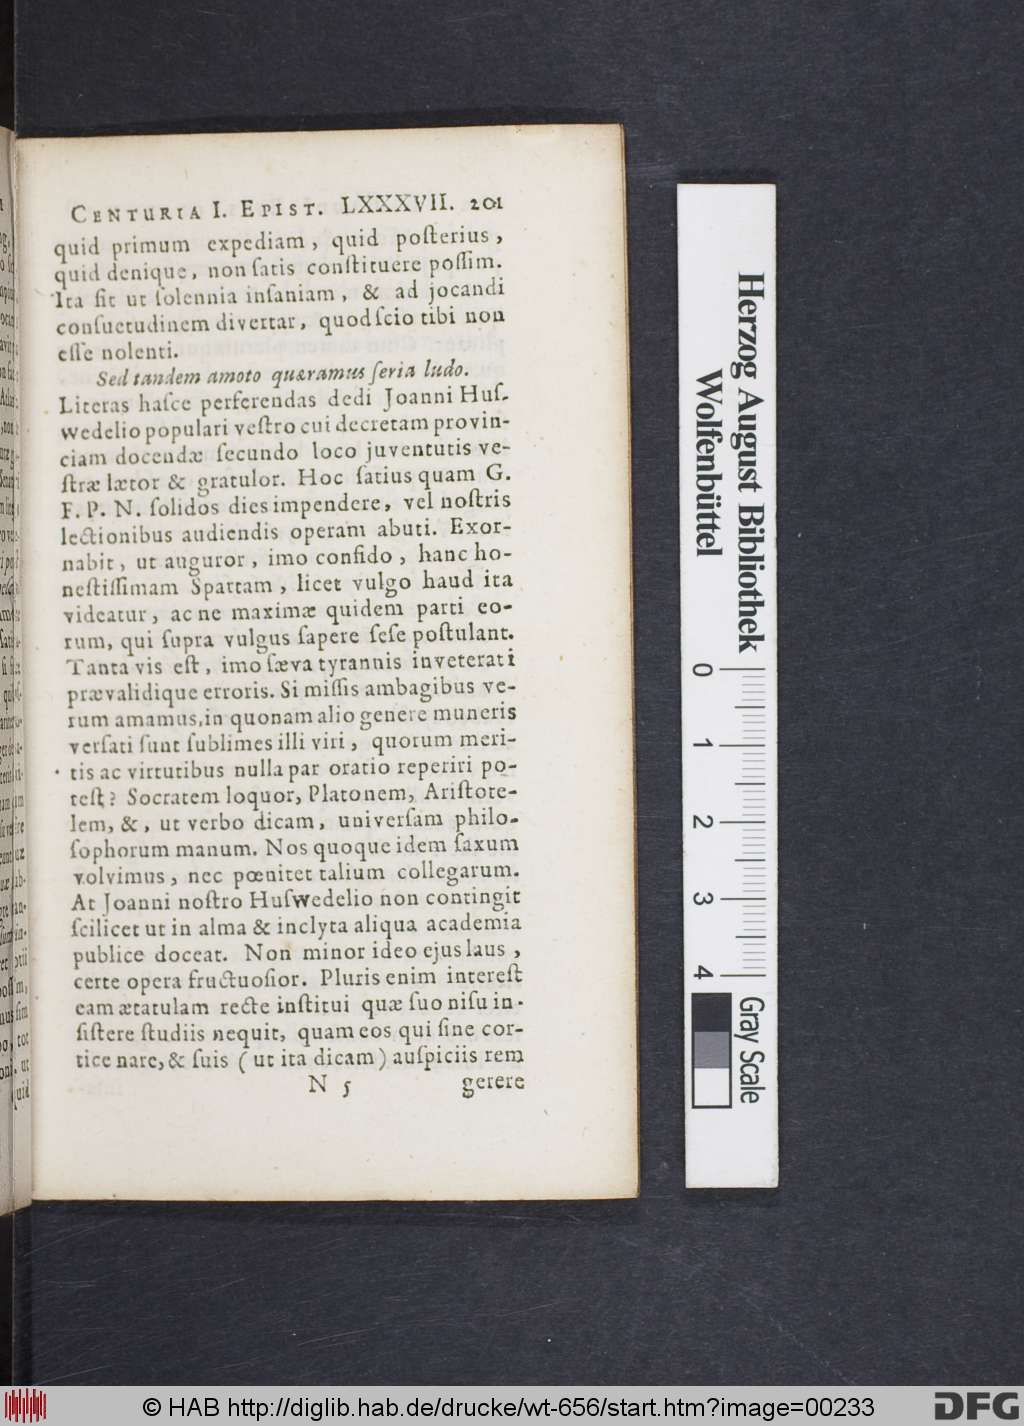 CENTURIA I. EPIST. LXXXVII. 201
quid primum expediam, quid poſterius,
quid denique, non ſatis conſtituere poſſim.
Ita fit ut ſolennia inſaniam, & ad jocandi
conſuetudinem divertar, quod ſcio tibi non
eſſe nolenti.
Sed tandem amoto quæramus ſeria ludo.
Literas haſce perferendas dedi Joanni Huſ-
wedelio populari veſtro cui decretam provin-
ciam docendæ ſecundo loco juventutis ve-
ſtræ lætor & gratulor. Hoc ſatius quam G.
F. P. N. ſolidos dies impendere, vel noſtris
lectionibus audiendis operam abuti. Exor-
nabit, ut auguror, imo confido, hanc ho-
neſtiſſimam Spartam, licet vulgo haud ita
videatur, ac ne maximæ quidem parti eo-
rum, qui ſupra vulgus ſapere ſeſe poſtulant.
Tanta vis eſt, imo ſæva tyrannis inveterati
prævalidique erroris. Si miſſis ambagibus ve-
rum amamus, in quonam alio genere muneris
verſati ſunt ſublimes illi viri, quorum meri-
tis ac virtutibus nulla par oratio reperiri po-
teſt? Socratem loquor, Platonem, Ariſtote-
lem, &, ut verbo dicam, univerſam philo-
ſophorum manum. Nos quoque idem ſaxum
volvimus, nec pœnitet talium collegarum.
At Joanni noſtro Huſwedelio non contingit
ſcilicet ut in alma & inclyta aliqua academia
publice doceat. Non minor ideo ejus laus,
certe opera fructuoſior. Pluris enim intereſt
eam ætatulam recte inſtitui quæ ſuo niſu in-
ſiſtere ſtudiis nequit, quam eos qui ſine cor-
tice nare, & ſuis (ut ita dicam) auſpiciis rem
N 5 gerere
Herzog August Bibliothek
Wolfenbüttel
0 1 2 3 4
Gray Scale
© HAB http://diglib.hab.de/drucke/wt-656/start.htm?image=00233
DFG